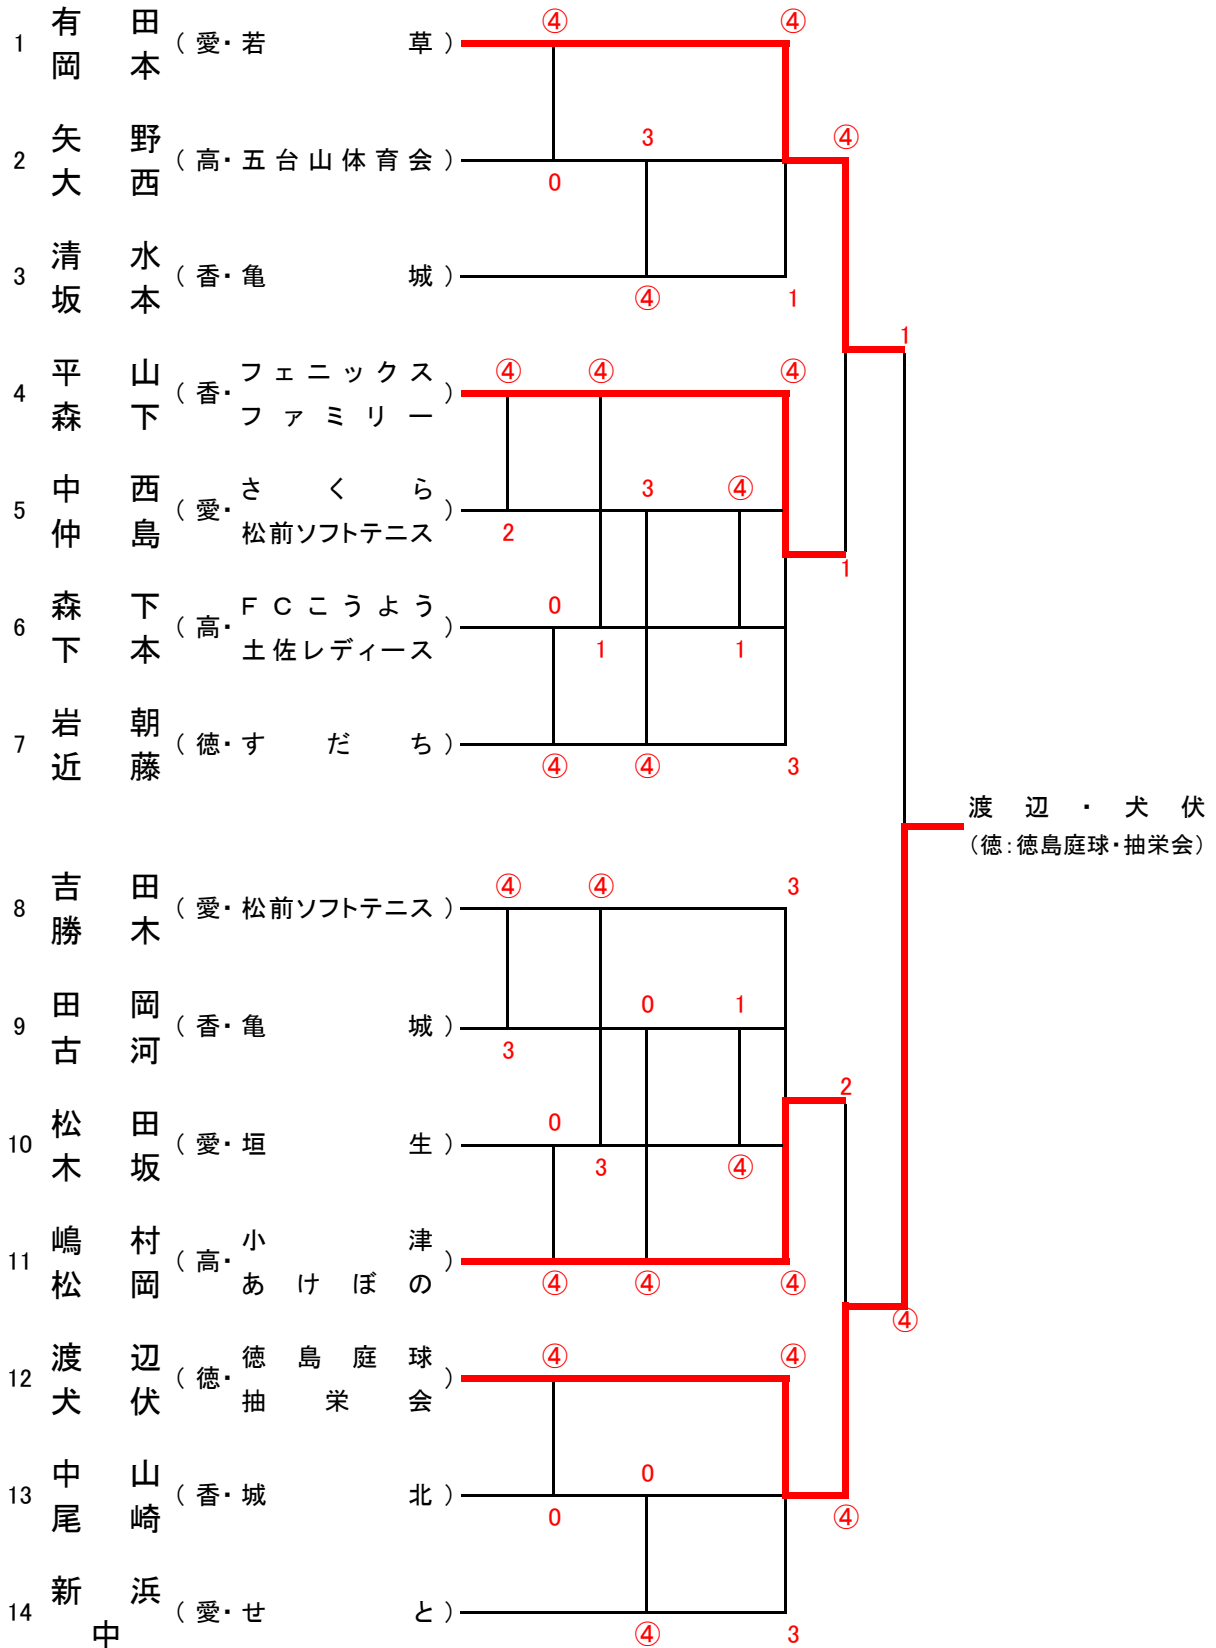 ④ ④
有 田
1 (愛・若 草)
岡 本
④
矢 野 3
2 (高・五台山体育会)
大 西 0
清 水
3 (香・亀 城)
坂 本 ④ 1
1
平 山 フェニックス ④ ④ ④
4 (香・
森 下 ファミリー)
中 西 さくら 3 ④
5 (愛・
仲 島 松前ソフトテニス) 2
1
森 下 FCこうよう 0
6 (高・
下 本 土佐レディース) 1 1
岩 朝
7 (徳・すだち)
近 藤 ④ ④ 3
渡 辺 ・ 犬 伏
(徳:徳島庭球・抽栄会)
吉 田 ④ ④ 3
8 (愛・松前ソフトテニス)
勝 木
田 岡 0 1
9 (香・亀 城)
古 河 3
2
松 田 0
10 (愛・垣 生)
木 坂 3 ④
嶋 村 小 津
11 (高・
松 岡 あけぼの) ④ ④ ④
④
渡 辺 徳島庭球 ④ ④
12 (徳・
犬 伏 抽栄会)
中 山 0
13 (香・城 北)
尾 崎 0 ④
新 浜
14 (愛・せ と)
中 ④ 3